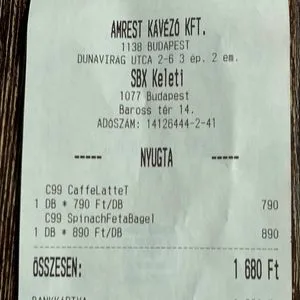 AMREST KÁVÉZÓ KFT.
1138 BUDAPEST
DUNAVIRÁG UTCA 2-6 3 ép. 2 em.
SBX Keleti
1077 BUDAPEST
Baross tér 14.
ADÓSZÁM: 14126444-2-41
----- NYUGTA -----
C99 CaffeLatteT
1 DB * 790 Ft/DB 790
C99 SpinachFetaBagel
1 DB * 890 Ft/DB 890
ÖSSZESEN: 1 680 Ft
BANKKÁRTYA